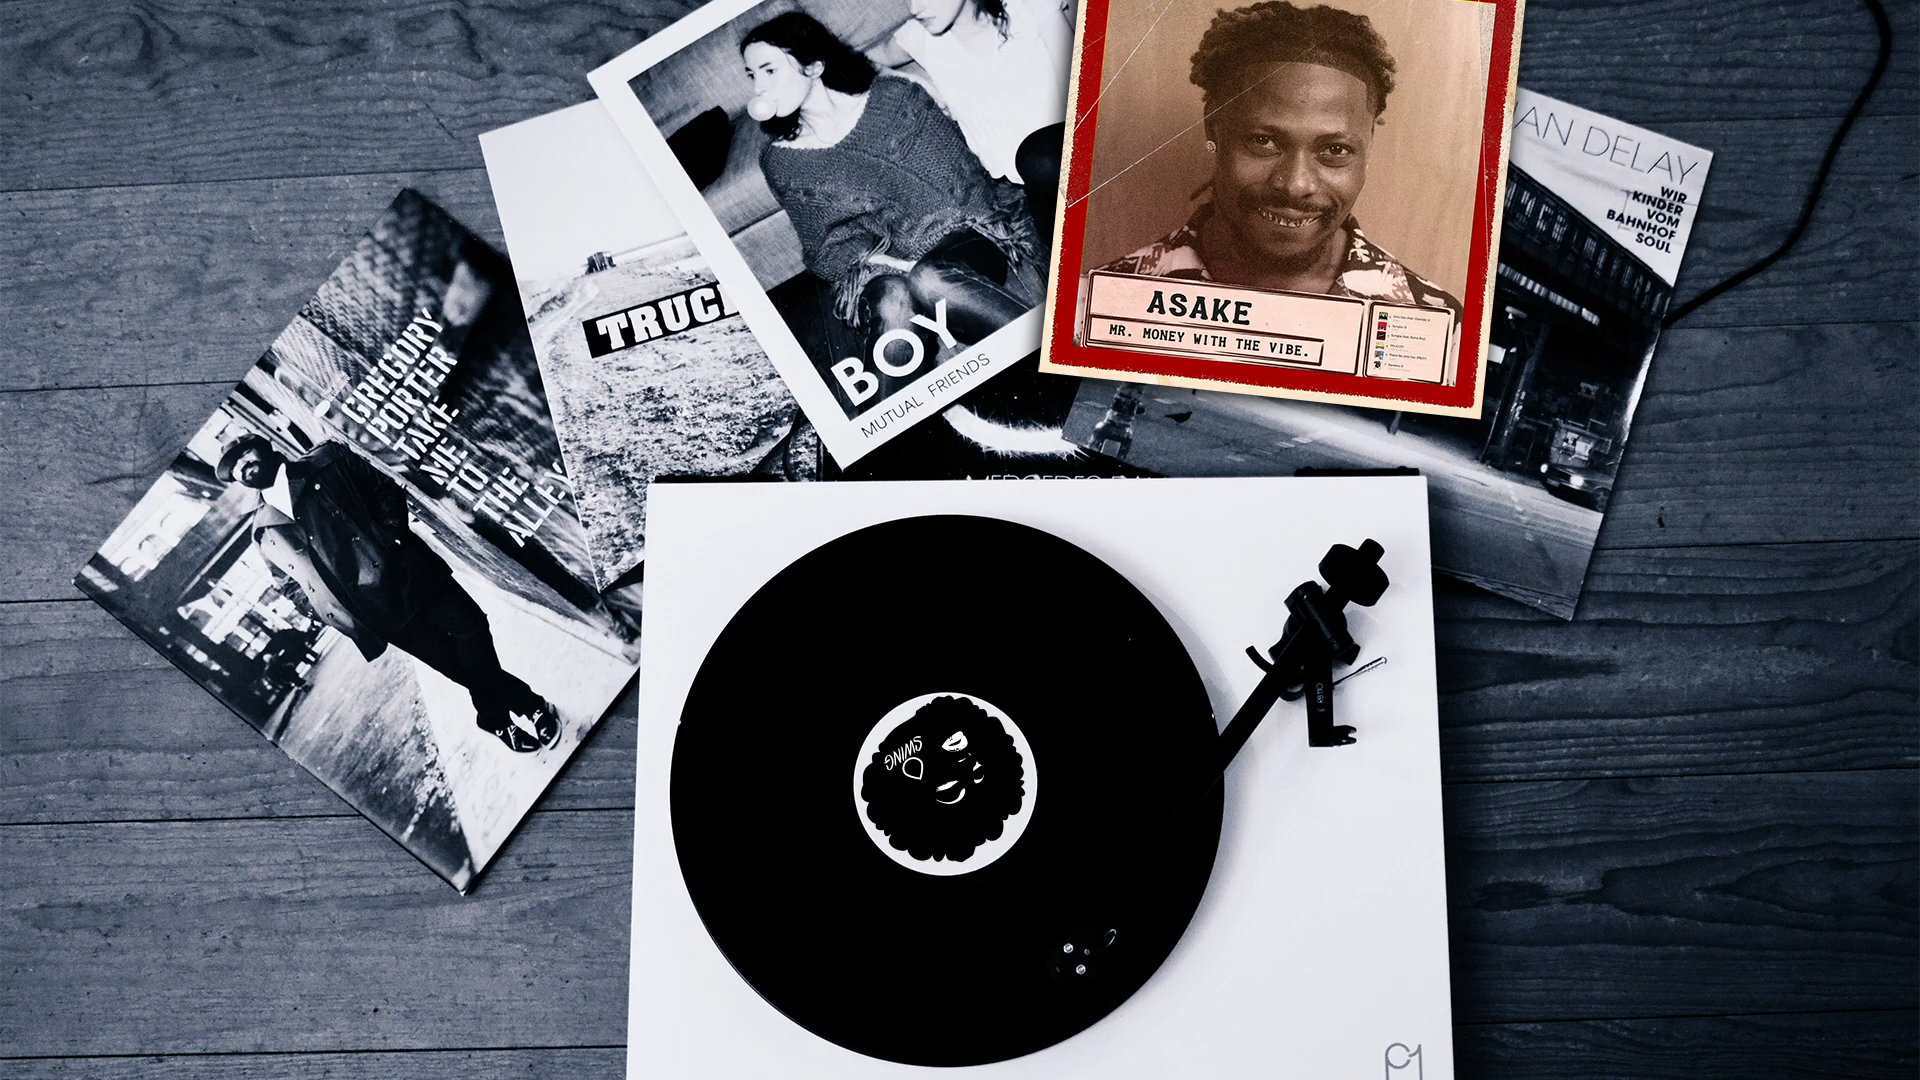 GREGORY
PORTER
TAKE
ME TO
THE
ALLE
TRUC
BOY
MUTUAL FRIENDS
ASAKE
MR. MONEY WITH THE VIBE.
AN DELAY
WIR
KINDER
VOM
BAHNHOF
SOUL
SWING